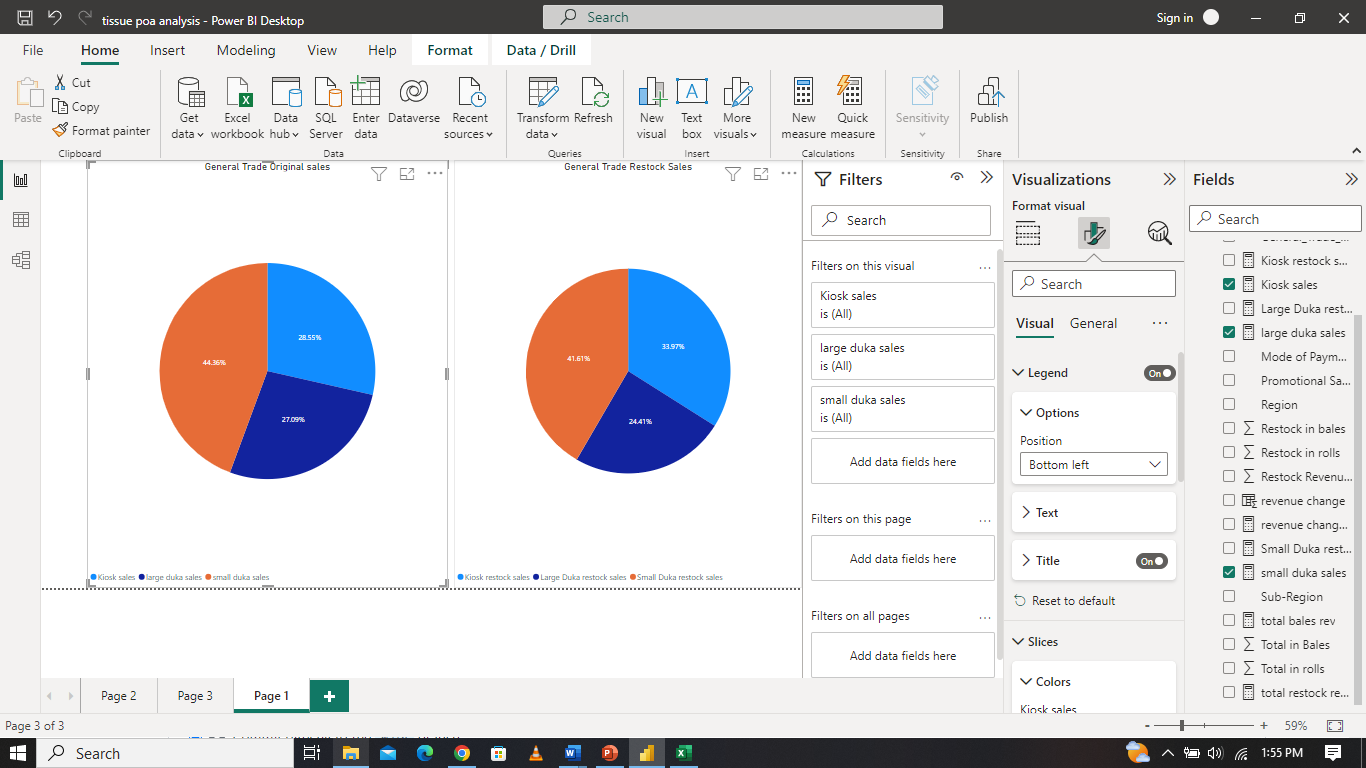 tissue poa analysis - Power BI Desktop
Search
Sign in
File Home Insert Modeling View Help Format Data / Drill
Paste
Cut
Copy
Format painter
Clipboard
Get data
Excel workbook
Data hub
SQL Server
Enter data
Dataverse
Recent sources
Data
Transform data
Refresh
Queries
New visual
Text box
More visuals
Insert
New measure
Quick measure
Calculations
Sensitivity
Sensitivity
Publish
Share
General Trade Original sales
28.55%
44.36%
27.09%
Kiosk sales large duka sales small duka sales
General Trade Restock Sales
33.97%
41.61%
24.41%
Kiosk restock sales Large Duka restock sales Small Duka restock sales
Filters
Search
Filters on this visual ...
Kiosk sales
is (All)
large duka sales
is (All)
small duka sales
is (All)
Add data fields here
Filters on this page ...
Add data fields here
Filters on all pages ...
Add data fields here
Visualizations
Format visual
Search
Visual General ...
Legend On
Options
Position
Bottom left
Text
Title On
Reset to default
Slices
Colors
Kiosk sales
Fields
Search
Kiosk restock s...
Kiosk sales
Large Duka rest...
large duka sales
Mode of Paym...
Promotional Sa...
Region
Restock in bales
Restock in rolls
Restock Revenu...
revenue change
revenue chang...
Small Duka rest...
small duka sales
Sub-Region
total bales rev
Total in Bales
Total in rolls
total restock re...
Page 2 Page 3 Page 1
Page 3 of 3
- + 59%
Search
1:55 PM